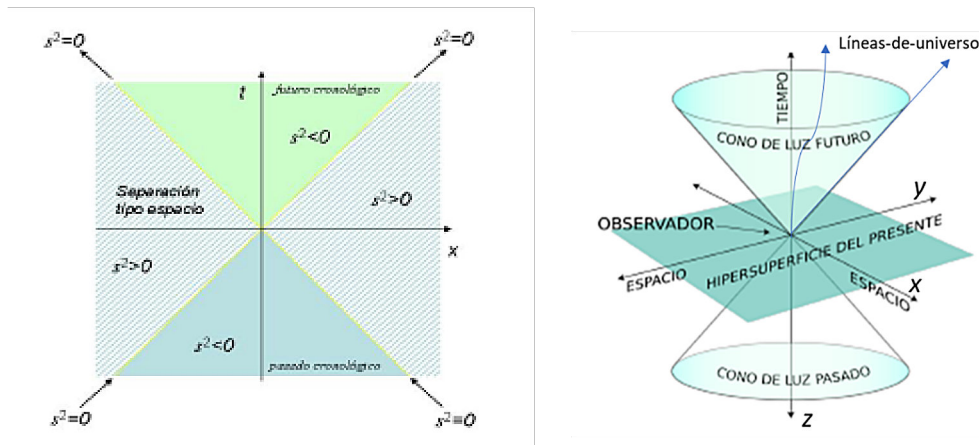 s²=0
s²=0
t
futuro cronológico
s²<0
Separación
tipo espacio
s²>0
x
s²>0
s²<0
pasado cronológico
s²=0
s²=0
Líneas-de-universo
TIEMPO
CONO DE LUZ FUTURO
y
OBSERVADOR
HIPERSUPERFICIE DEL PRESENTE
ESPACIO
x
ESPACIO
CONO DE LUZ PASADO
z